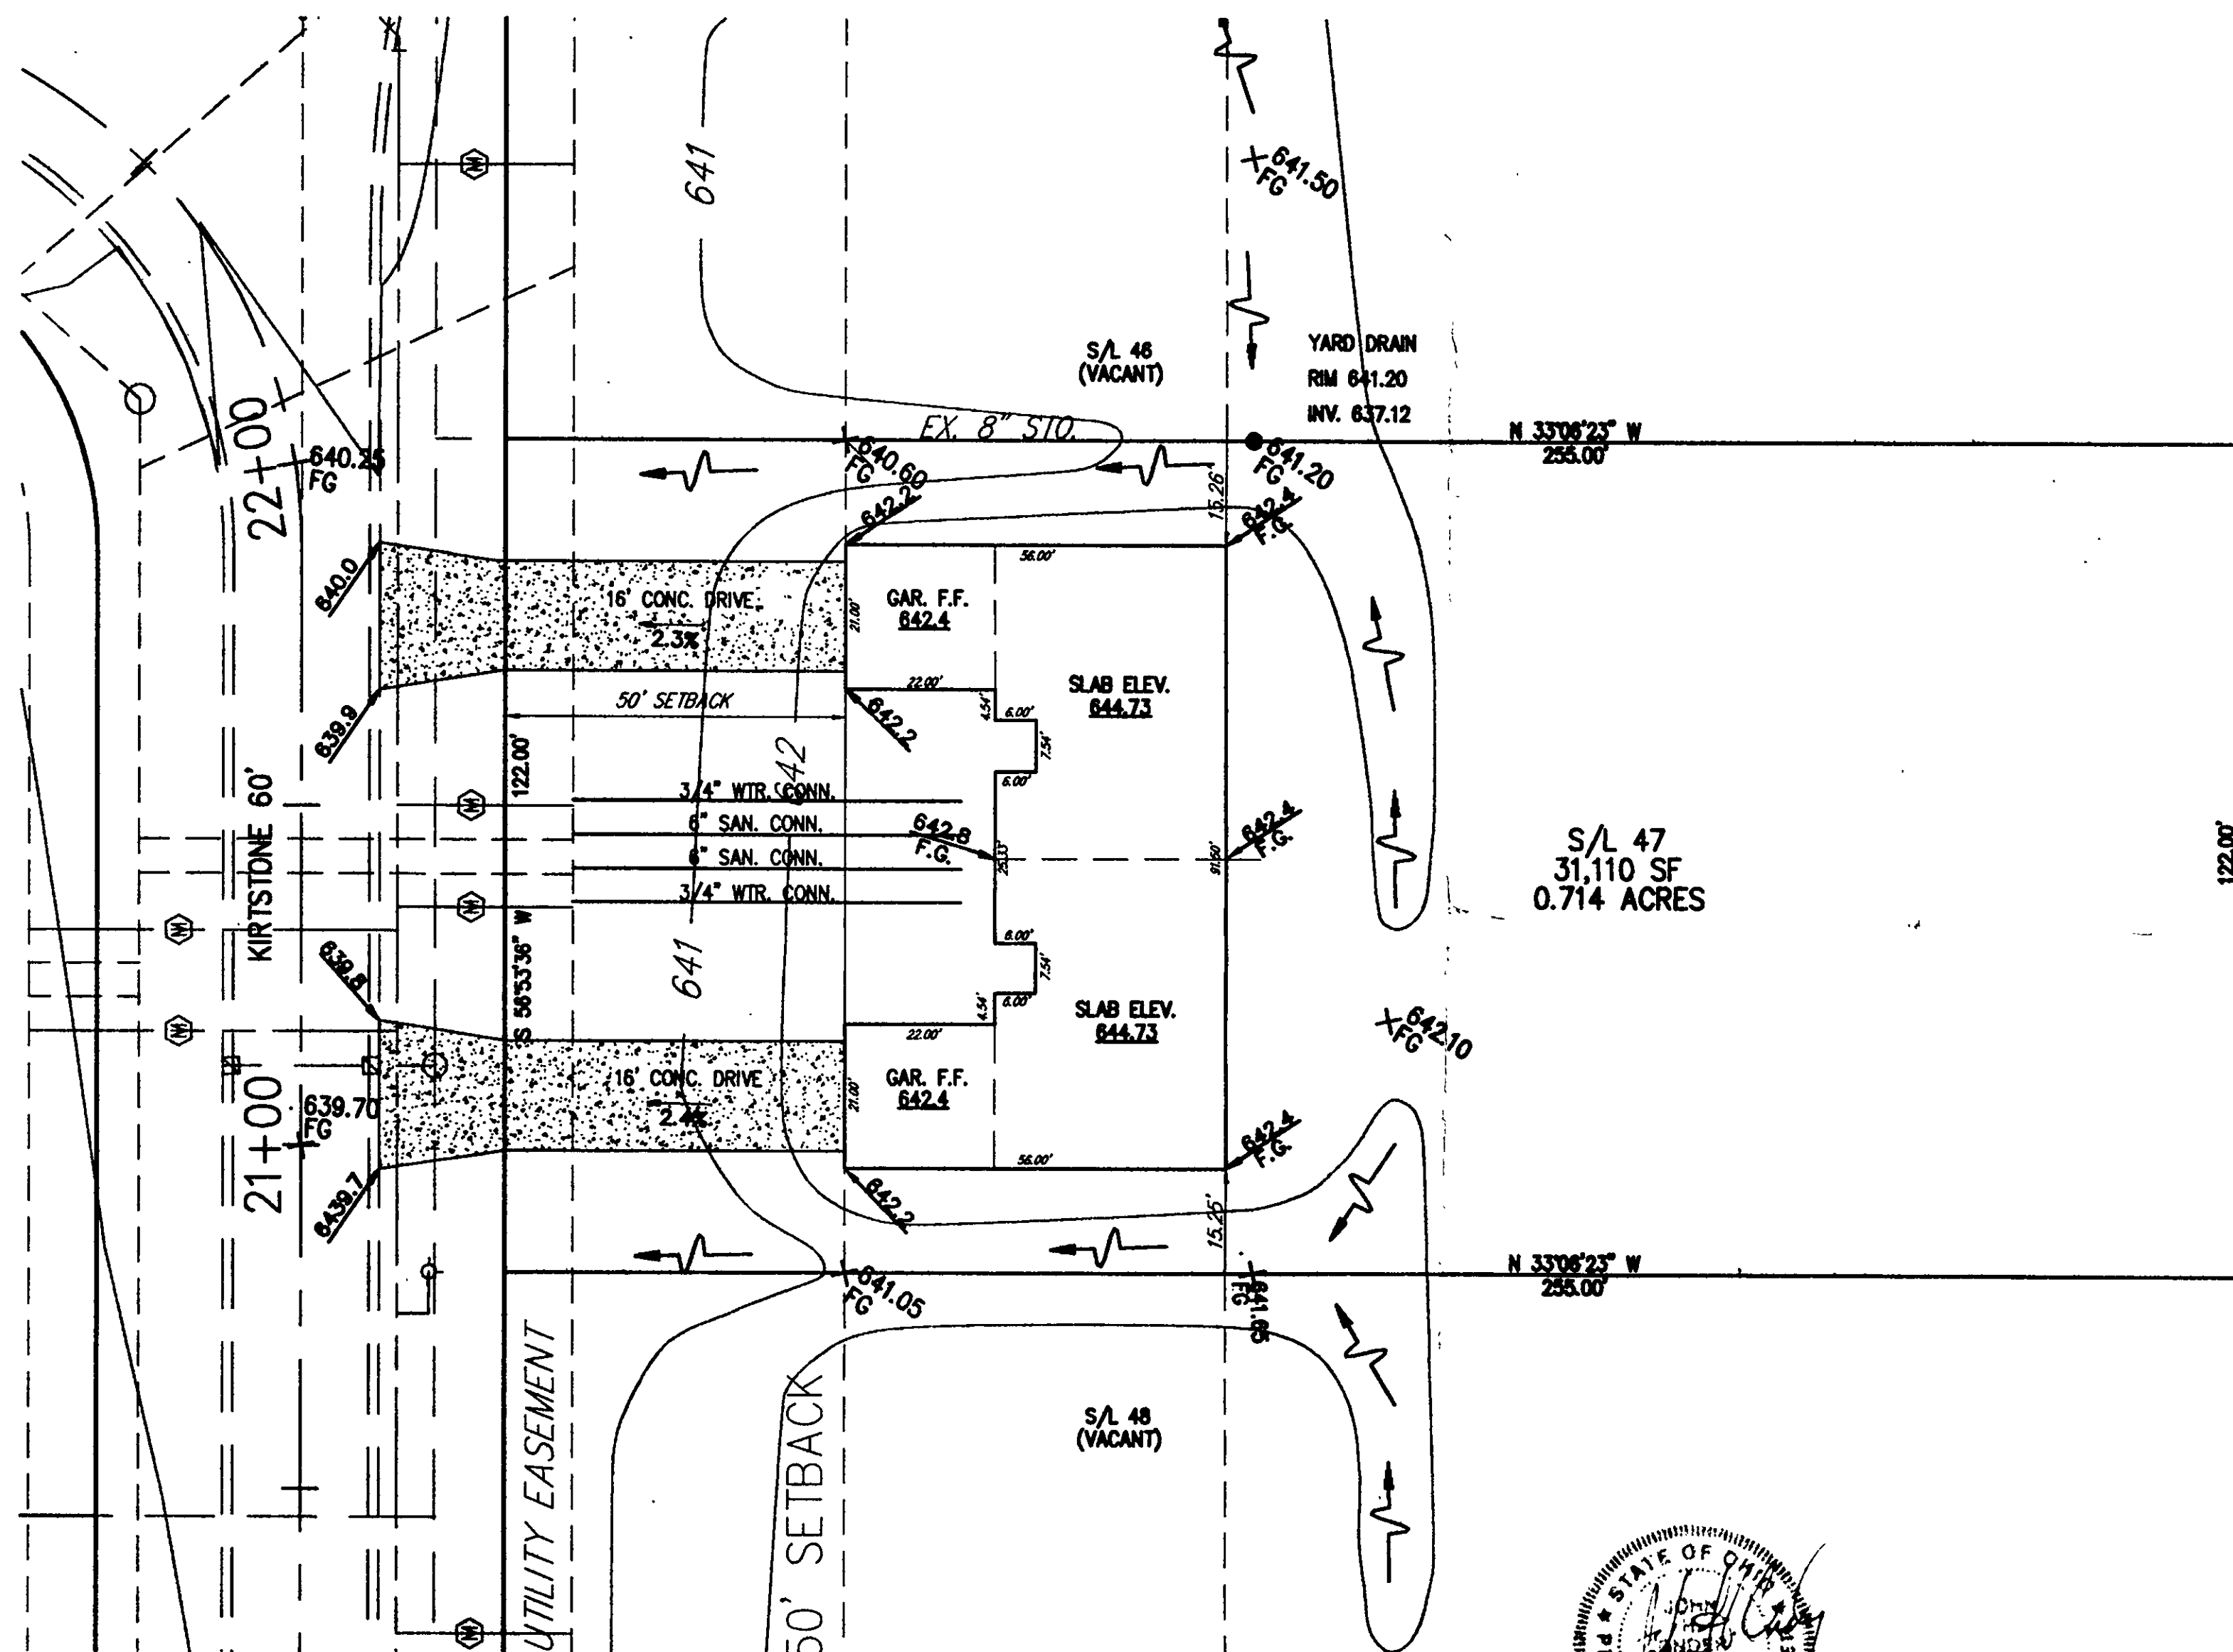 641
641.50
FG
S/L 46
(VACANT)
YARD DRAIN
RIM 641.20
INV. 637.12
EX. 8" STO.
N 33°06'23" W
255.00'
22+00
640.25
FG
640.60
FG
641.20
FG
15.26'
642.2
642.4
F.G.
56.00'
640.0
16' CONC. DRIVE
2.3%
21.00'
GAR. F.F.
642.4
639.9
50' SETBACK
22.00'
642.2
4.54'
6.00'
7.54'
6.00'
SLAB ELEV.
644.73
KIRTSTONE 60'
122.00'
642
3/4" WTR. CONN.
6" SAN. CONN.
6" SAN. CONN.
3/4" WTR. CONN.
642.8
F.G.
25.33'
91.50'
642.4
F.G.
S/L 47
31,110 SF
0.714 ACRES
122.00'
639.8
S 56°53'36" W
641
6.00'
7.54'
4.54'
6.00'
SLAB ELEV.
644.73
642.10
FG
22.00'
21+00
639.70
FG
16' CONC. DRIVE
2.4%
21.00'
GAR. F.F.
642.4
56.00'
642.4
F.G.
6439.7
642.2
15.25'
641.05
FG
641.65
FG
N 33°06'23" W
255.00'
UTILITY EASEMENT
50' SETBACK
S/L 48
(VACANT)
STATE OF OHIO
JOHN